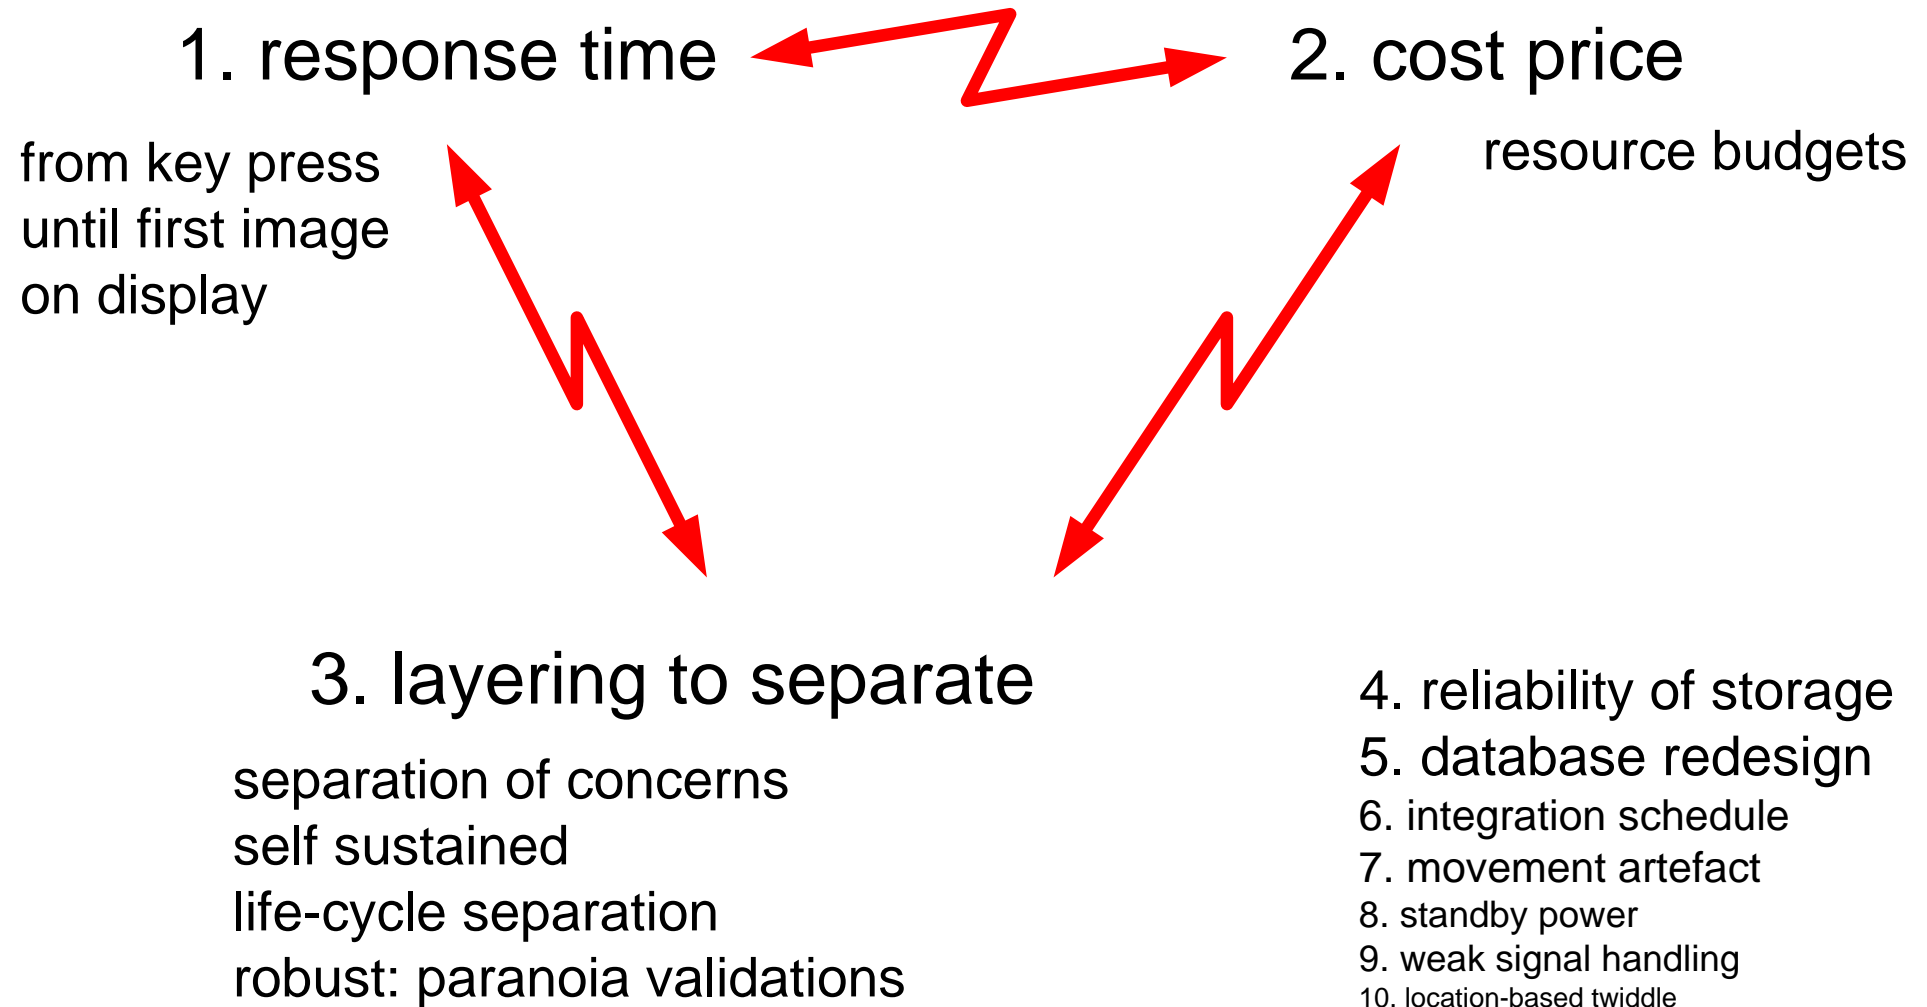 1. response time
from key press
until first image
on display
2. cost price
resource budgets
3. layering to separate
separation of concerns
self sustained
life-cycle separation
robust: paranoia validations
4. reliability of storage
5. database redesign
6. integration schedule
7. movement artefact
8. standby power
9. weak signal handling
10. location-based twiddle